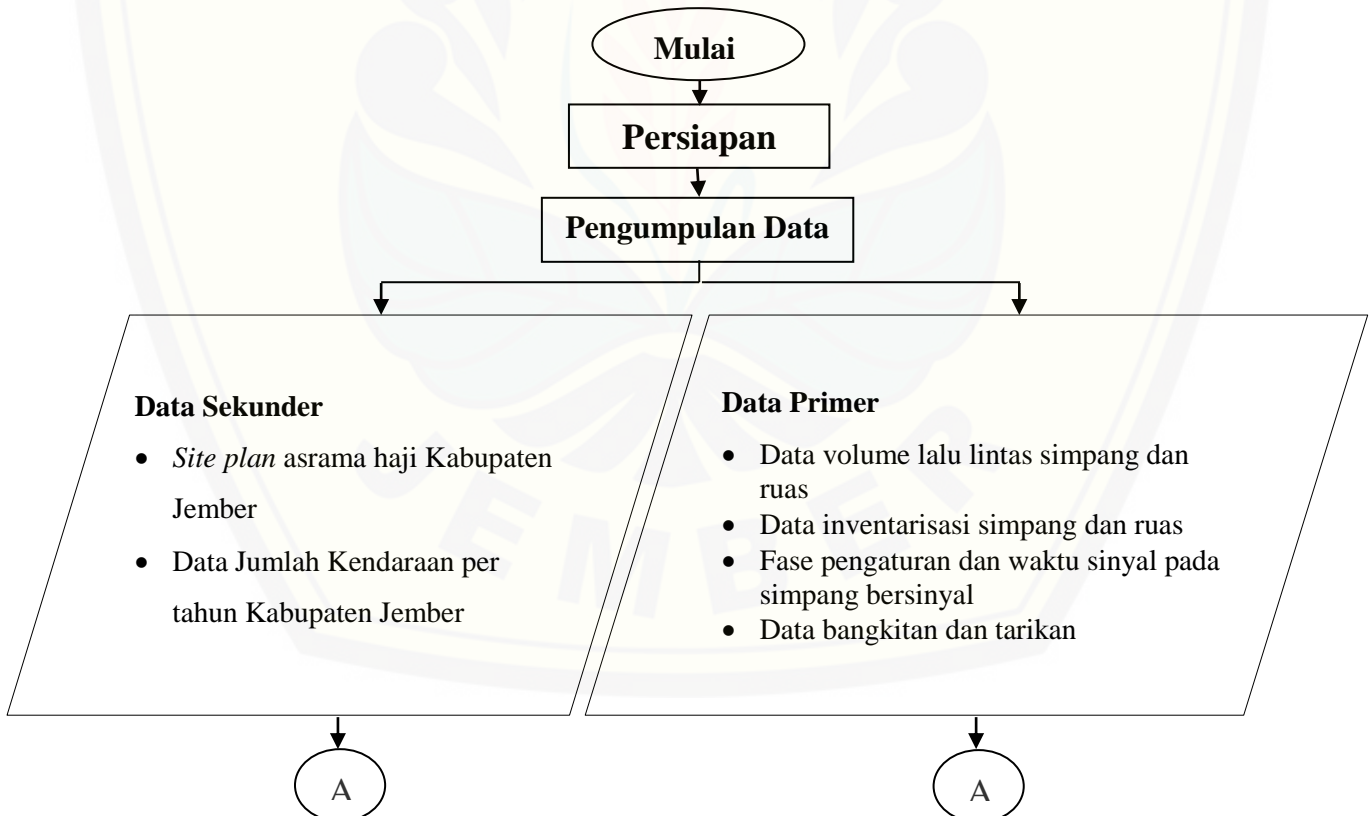 Mulai
Persiapan
Pengumpulan Data
Data Sekunder
• Site plan asrama haji Kabupaten
Jember
• Data Jumlah Kendaraan per
tahun Kabupaten Jember
Data Primer
• Data volume lalu lintas simpang dan
ruas
• Data inventarisasi simpang dan ruas
• Fase pengaturan dan waktu sinyal pada
simpang bersinyal
• Data bangkitan dan tarikan
JEMBER
A
A